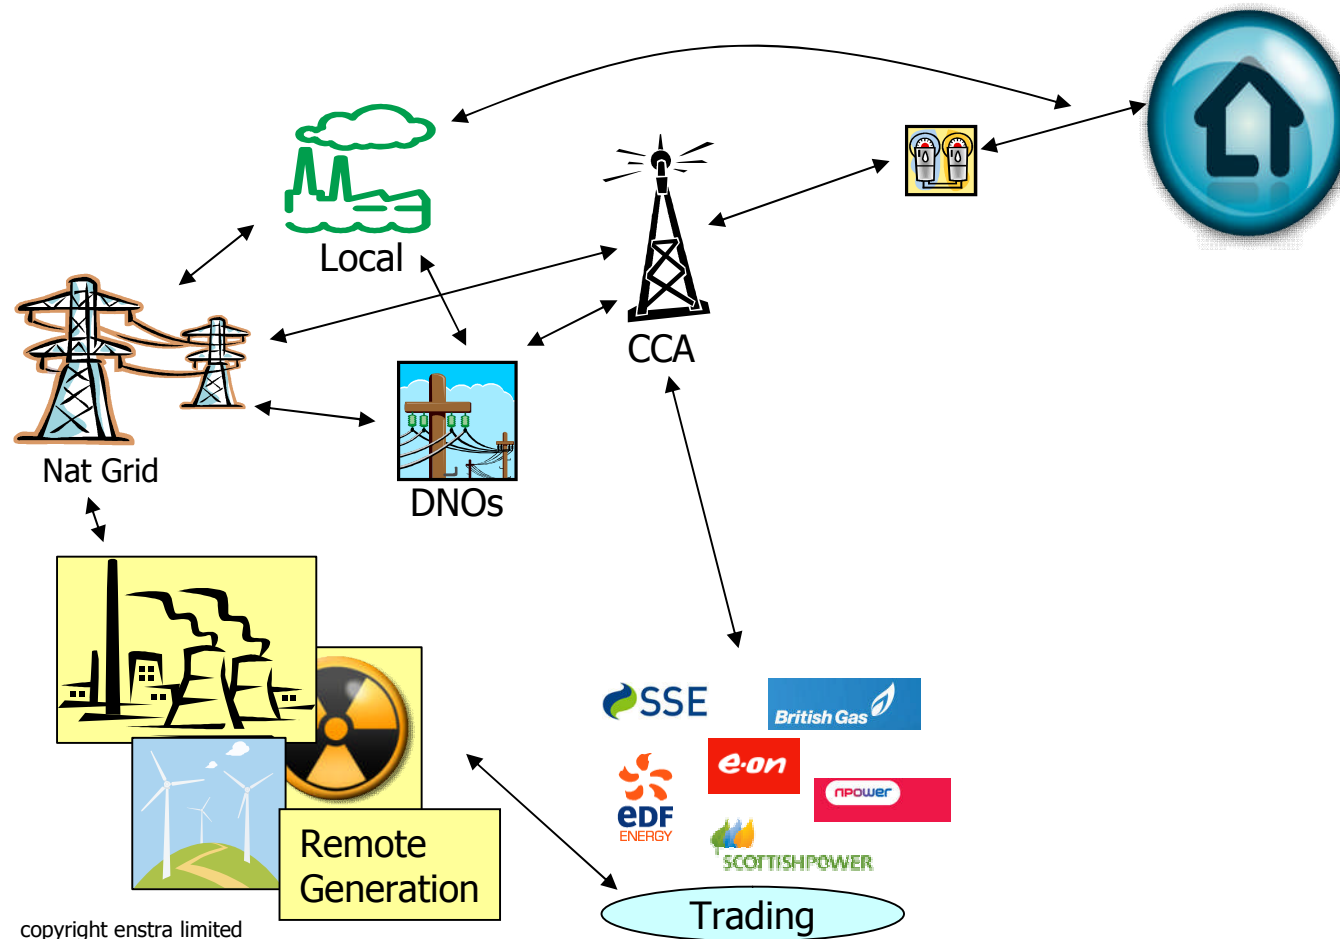 Local
CCA
Nat Grid
DNOs
SSE
British Gas
e·on
npower
eDF
ENERGY
SCOTTISHPOWER
Remote
Generation
Trading
copyright enstra limited